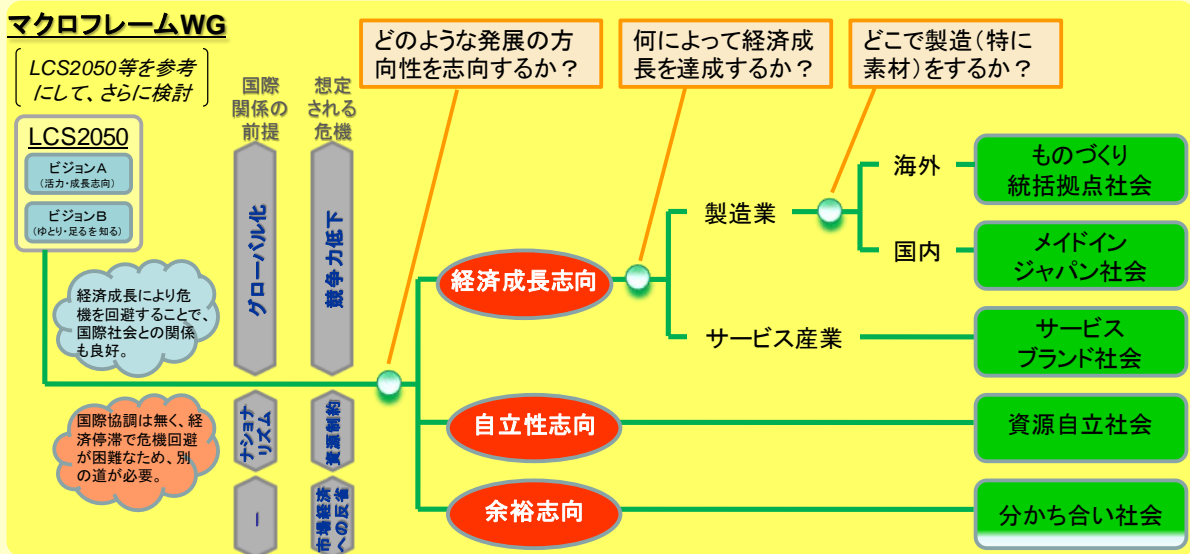 マクロフレームWG
LCS2050等を参考
にして、さらに検討
LCS2050
ビジョンA
(活力・成長志向)
ビジョンB
(ゆとり・足るを知る)
経済成長により危
機を回避することで、
国際社会との関係
も良好。
国際協調は無く、経
済停滞で危機回避
が困難なため、別
の道が必要。
国際
関係の
前提
想定
される
危機
グローバル化
競争力低下
ナショナ
リズム
資源制約
ー
市場経済
への反省
どのような発展の方
向性を志向するか？
何によって経済成
長を達成するか？
どこで製造(特に
素材)をするか？
経済成長志向
自立性志向
余裕志向
製造業
サービス産業
海外
国内
ものづくり
統括拠点社会
メイドイン
ジャパン社会
サービス
ブランド社会
資源自立社会
分かち合い社会